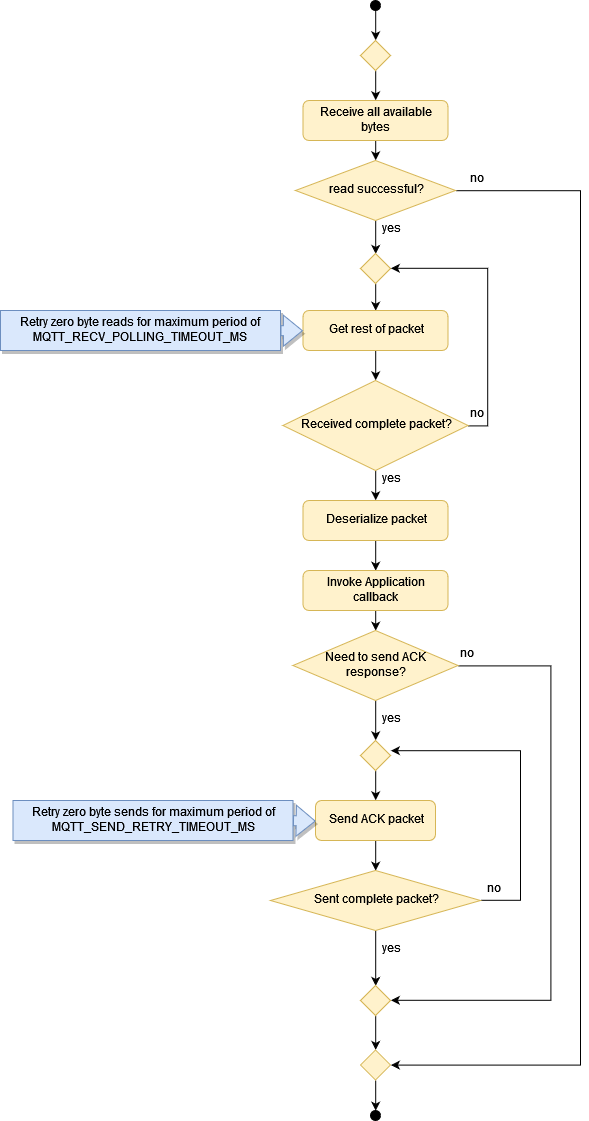 Receive all available
bytes
read successful?
no
yes
Retry zero byte reads for maximum period of
MQTT_RECV_POLLING_TIMEOUT_MS
Get rest of packet
Received complete packet?
no
yes
Deserialize packet
Invoke Application
callback
Need to send ACK
response?
no
yes
Retry zero byte sends for maximum period of
MQTT_SEND_RETRY_TIMEOUT_MS
Send ACK packet
Sent complete packet?
no
yes